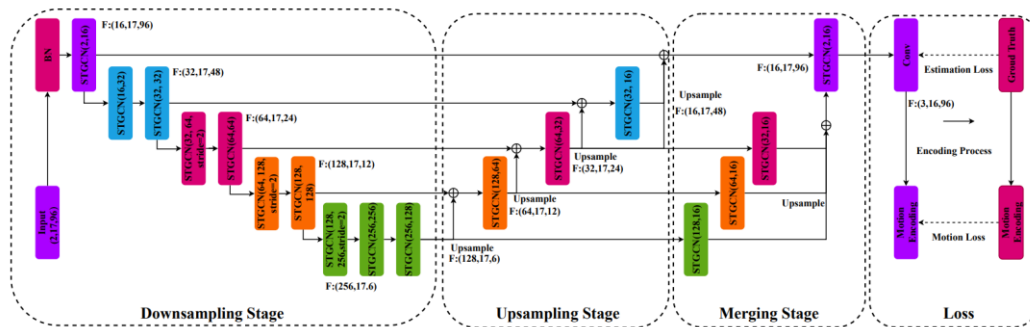 BN
STGCN(2,16)
F:(16,17,96)
Input
(2,17,96)
STGCN(16,32)
STGCN(32, 32)
F:(32,17,48)
STGCN(32, 64,
stride=2)
STGCN(64,64)
F:(64,17,24)
STGCN(64, 128,
stride=2)
STGCN(128,
128)
F:(128,17,12)
STGCN(128,
256,stride=2)
STGCN(256,256)
STGCN(256,128)
F:(256,17.6)
Downsampling Stage
Upsample
F:(128,17,6)
STGCN(128,64)
Upsample
F:(64,17,12)
STGCN(64,32)
Upsample
F:(32,17,24)
STGCN(32, 16)
Upsample
F:(16,17,48)
Upsampling Stage
STGCN(128,16)
STGCN(64,16)
STGCN(32,16)
F:(16,17,96)
STGCN(2,16)
Upsample
Merging Stage
Conv
Estimation Loss
Groud Truth
F:(3,16,96)
Encoding Process
Motion
Encoding
Motion Loss
Motion
Encoding
Loss